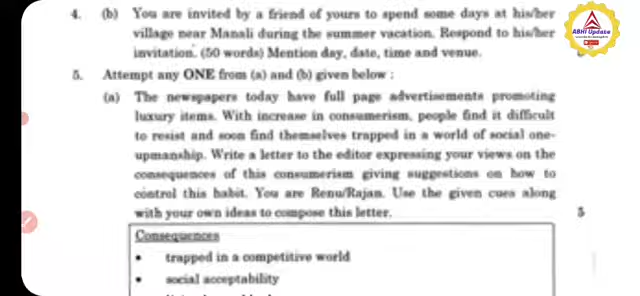 4. (b) You are invited by a friend of yours to spend some days at his/her
village near Manali during the summer vacation. Respond to his/her
invitation. (50 words) Mention day, date, time and venue.
ABHI Update
5. Attempt any ONE from (a) and (b) given below :
(a) The newspapers today have full page advertisements promoting
luxury items. With increase in consumerism, people find it difficult
to resist and soon find themselves trapped in a world of social one-
upmanship. Write a letter to the editor expressing your views on the
consequences of this consumerism giving suggestions on how to
control this habit. You are Renu/Rajan. Use the given cues along
with your own ideas to compose this letter. 5
Consequences
• trapped in a competitive world
• social acceptability